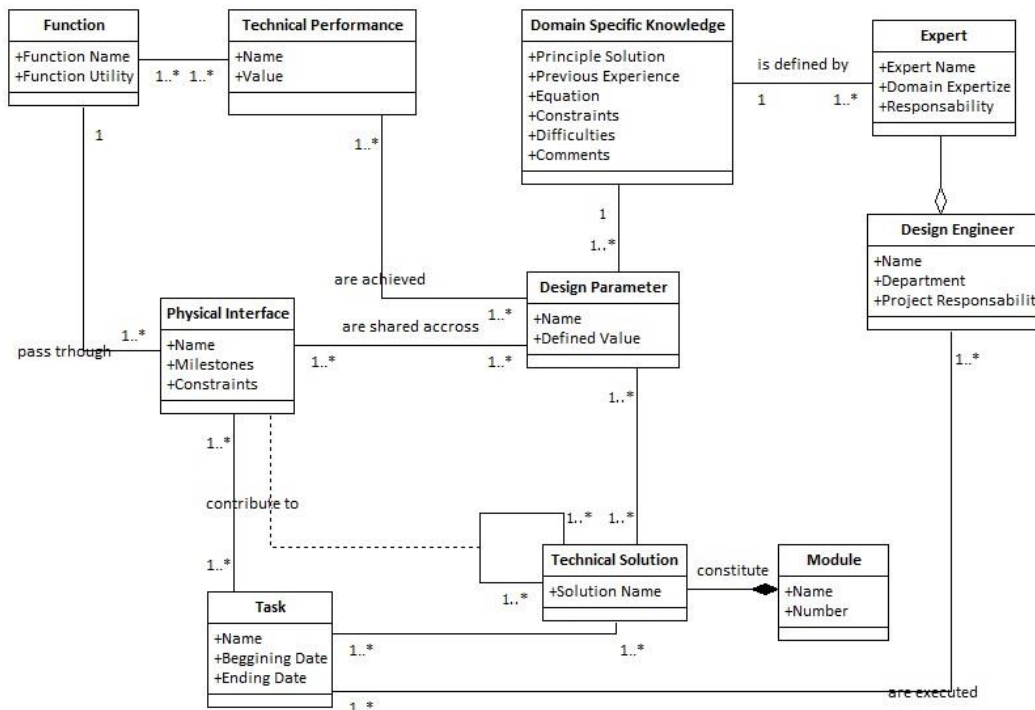 Function
+Function Name
+Function Utility
1..* 1..*
Technical Performance
+Name
+Value
Domain Specific Knowledge
+Principle Solution
+Previous Experience
+Equation
+Constraints
+Difficulties
+Comments
is defined by
1 1..*
Expert
+Expert Name
+Domain Expertize
+Responsability
1
1..*
1
1..*
Design Engineer
+Name
+Department
+Project Responsabilit
are achieved
1..*
Design Parameter
+Name
+Defined Value
Physical Interface
+Name
+Milestones
+Constraints
are shared accross
1..* 1..*
1..*
pass trhough
1..*
1..*
1..*
contribute to
1..*
1..*
1..*
Technical Solution
+Solution Name
constitute
Module
+Name
+Number
1..*
1..*
Task
+Name
+Beggining Date
+Ending Date
1..* 1..*
are executed
1..*